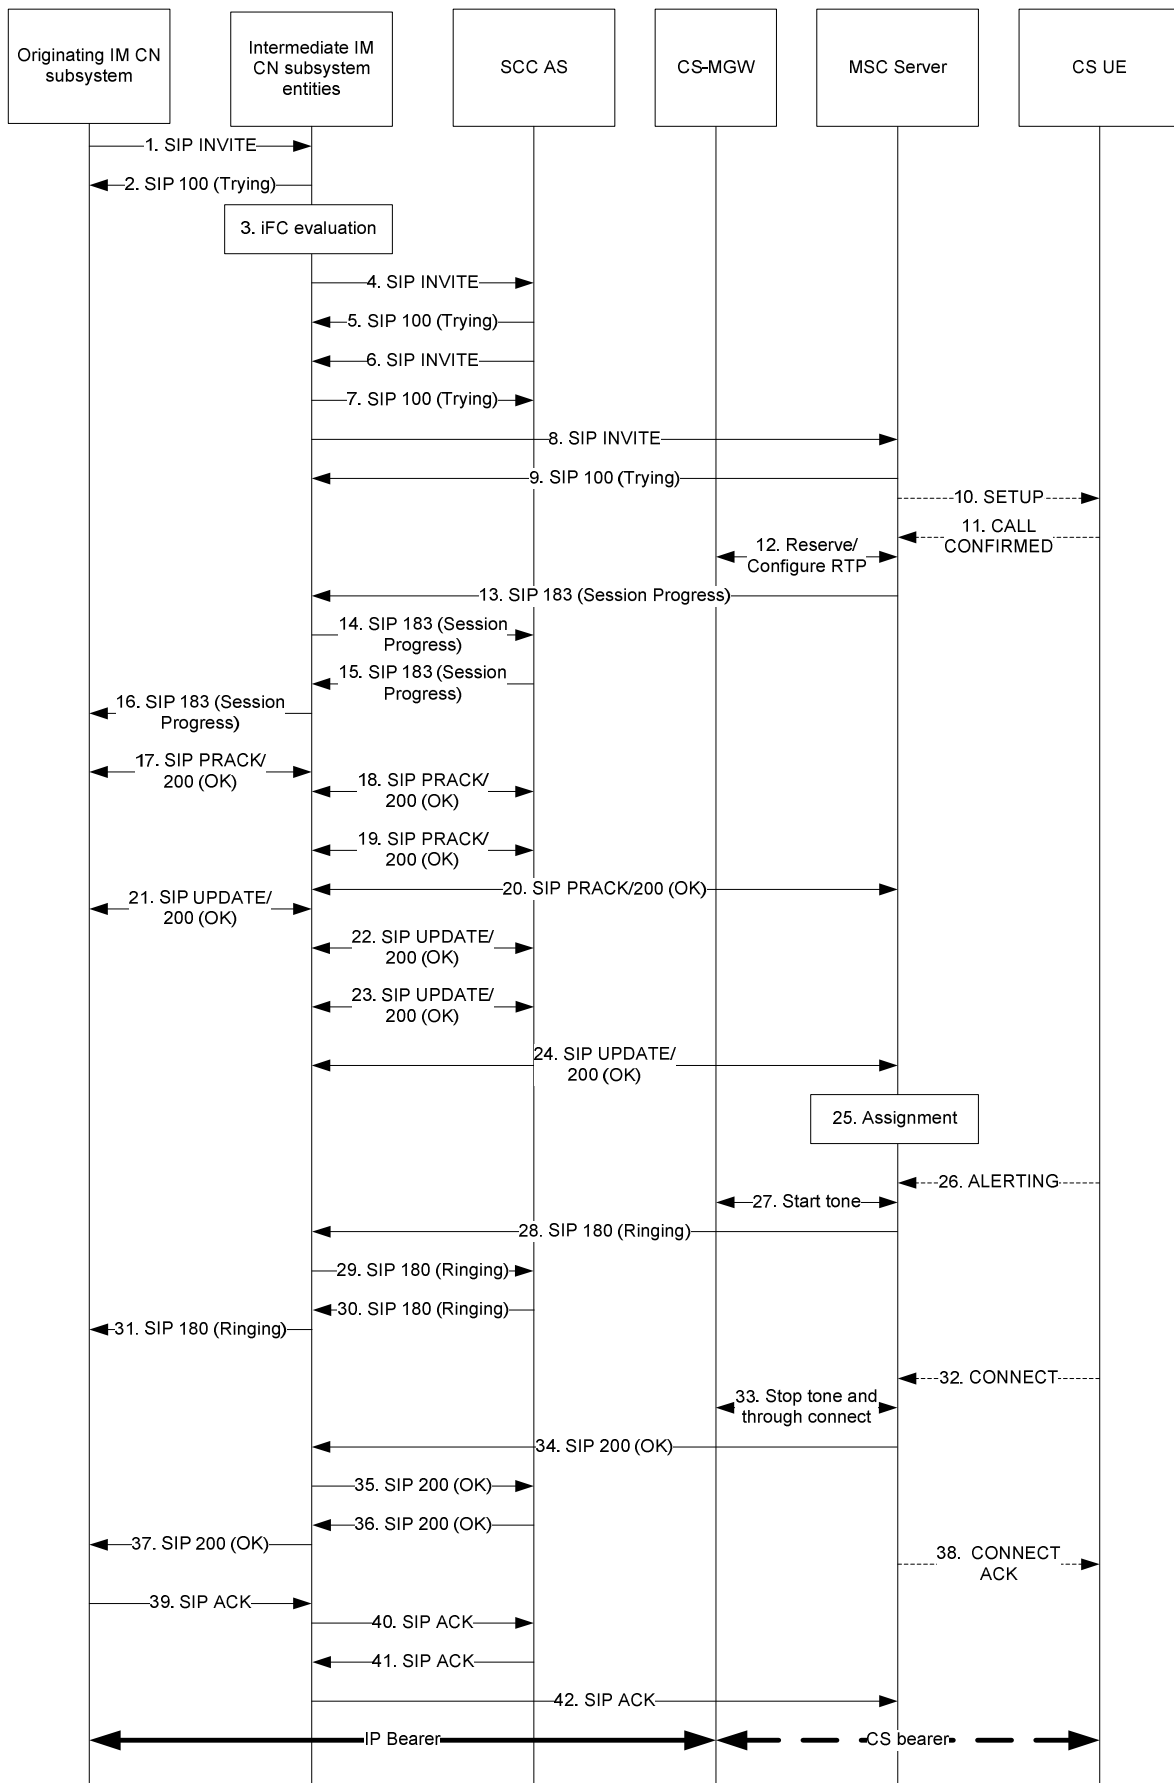 Originating IM CN
subsystem
Intermediate IM
CN subsystem
entities
SCC AS
CS-MGW
MSC Server
CS UE
1. SIP INVITE
2. SIP 100 (Trying)
3. iFC evaluation
4. SIP INVITE
5. SIP 100 (Trying)
6. SIP INVITE
7. SIP 100 (Trying)
8. SIP INVITE
9. SIP 100 (Trying)
10. SETUP
11. CALL
CONFIRMED
12. Reserve/
Configure RTP
13. SIP 183 (Session Progress)
14. SIP 183 (Session
Progress)
15. SIP 183 (Session
Progress)
16. SIP 183 (Session
Progress)
17. SIP PRACK/
200 (OK)
18. SIP PRACK/
200 (OK)
19. SIP PRACK/
200 (OK)
20. SIP PRACK/200 (OK)
21. SIP UPDATE/
200 (OK)
22. SIP UPDATE/
200 (OK)
23. SIP UPDATE/
200 (OK)
24. SIP UPDATE/
200 (OK)
25. Assignment
26. ALERTING
27. Start tone
28. SIP 180 (Ringing)
29. SIP 180 (Ringing)
30. SIP 180 (Ringing)
31. SIP 180 (Ringing)
32. CONNECT
33. Stop tone and
through connect
34. SIP 200 (OK)
35. SIP 200 (OK)
36. SIP 200 (OK)
37. SIP 200 (OK)
38. CONNECT
ACK
39. SIP ACK
40. SIP ACK
41. SIP ACK
42. SIP ACK
IP Bearer
CS bearer